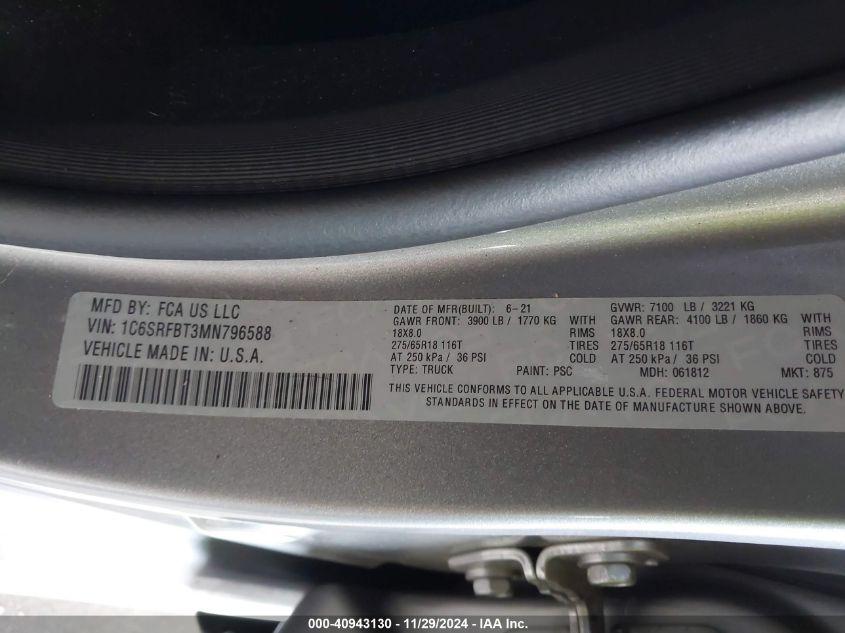 MFD BY: FCA US LLC
VIN: 1C6SRFBT3MN796588
VEHICLE MADE IN: U.S.A.
DATE OF MFR(BUILT): 6-21
GVWR: 7100 LB / 3221 KG
GAWR FRONT: 3900 LB / 1770 KG WITH
GAWR REAR: 4100 LB / 1860 KG WITH
18X8.0 RIMS
18X8.0 RIMS
275/65R18 116T TIRES
275/65R18 116T TIRES
AT 250 kPa / 36 PSI COLD
AT 250 kPa / 36 PSI COLD
TYPE: TRUCK PAINT: PSC MDH: 061812 MKT: 875
THIS VEHICLE CONFORMS TO ALL APPLICABLE U.S.A. FEDERAL MOTOR VEHICLE SAFETY
STANDARDS IN EFFECT ON THE DATE OF MANUFACTURE SHOWN ABOVE.
000-40943130 - 11/29/2024 - IAA Inc.